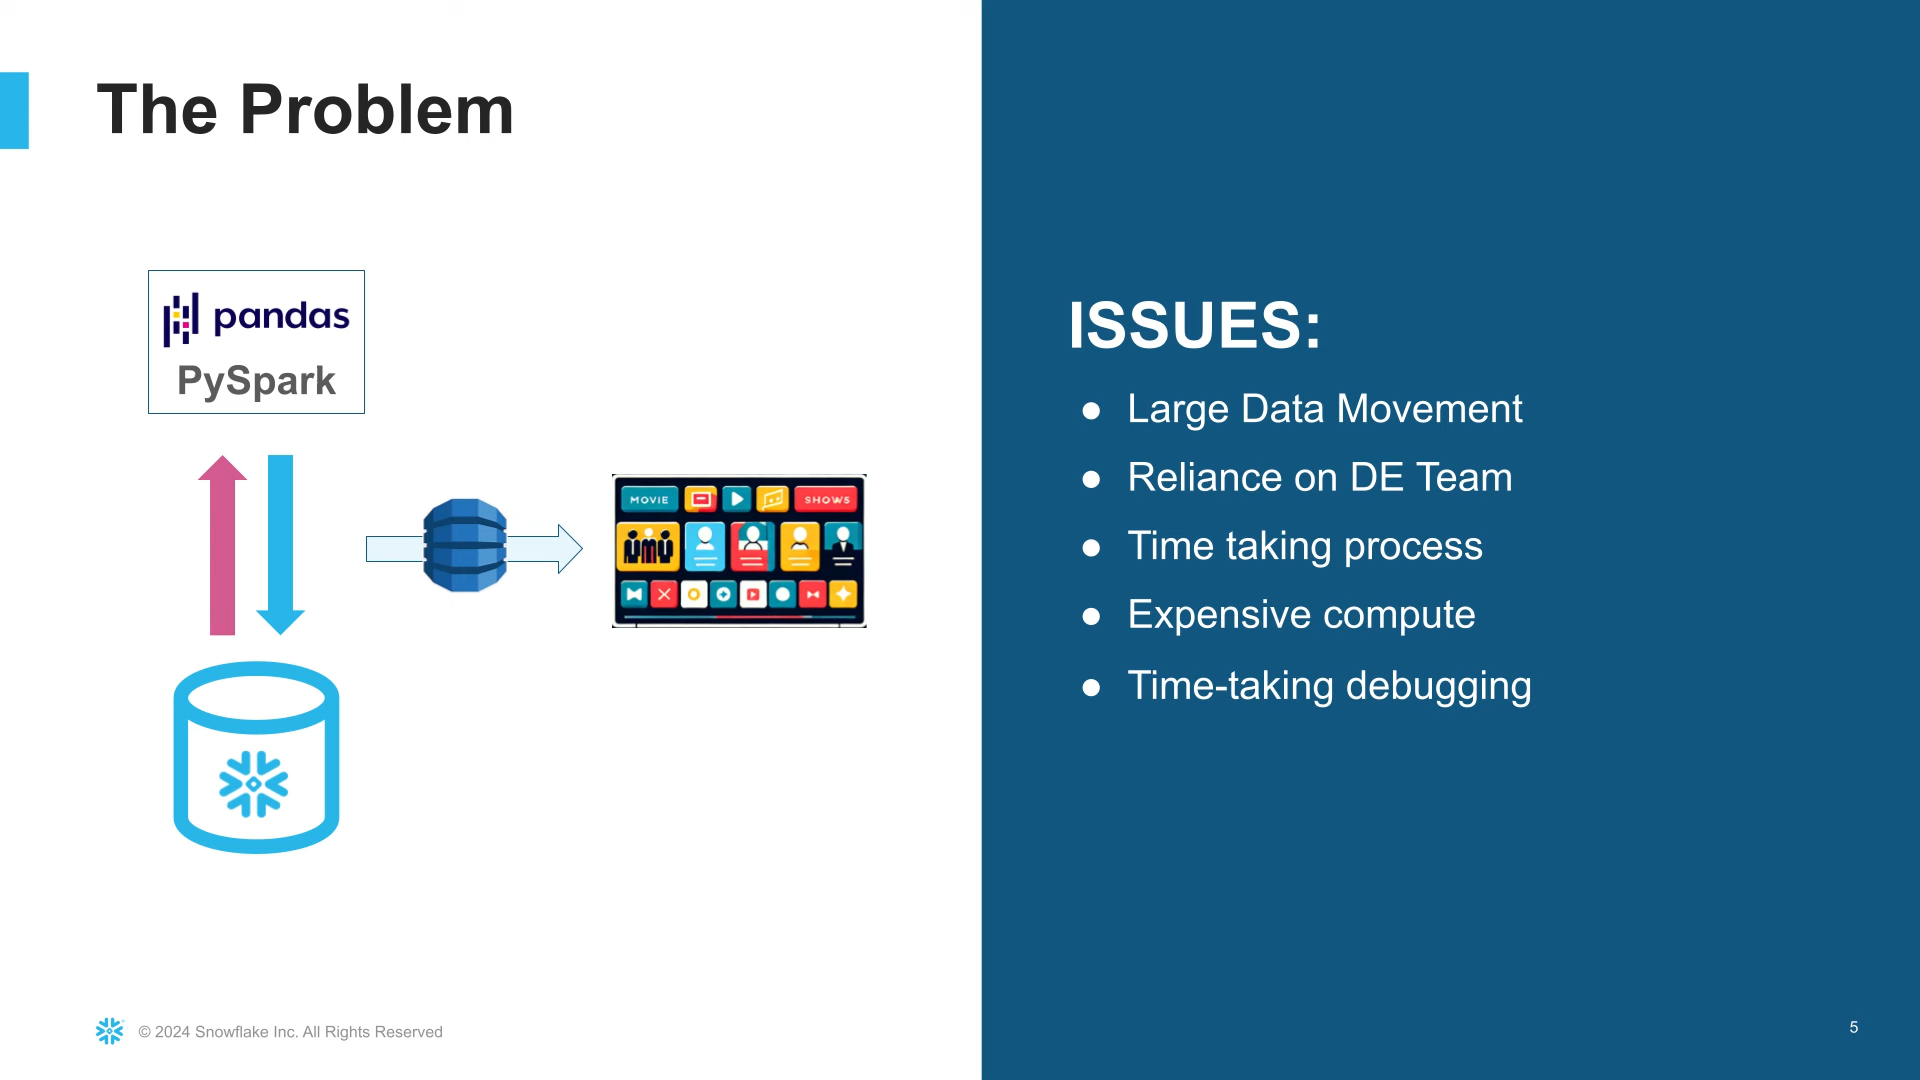 The Problem
pandas
PySpark
MOVIE
SHOWS
ISSUES:
● Large Data Movement
● Reliance on DE Team
● Time taking process
● Expensive compute
● Time-taking debugging
© 2024 Snowflake Inc. All Rights Reserved
5